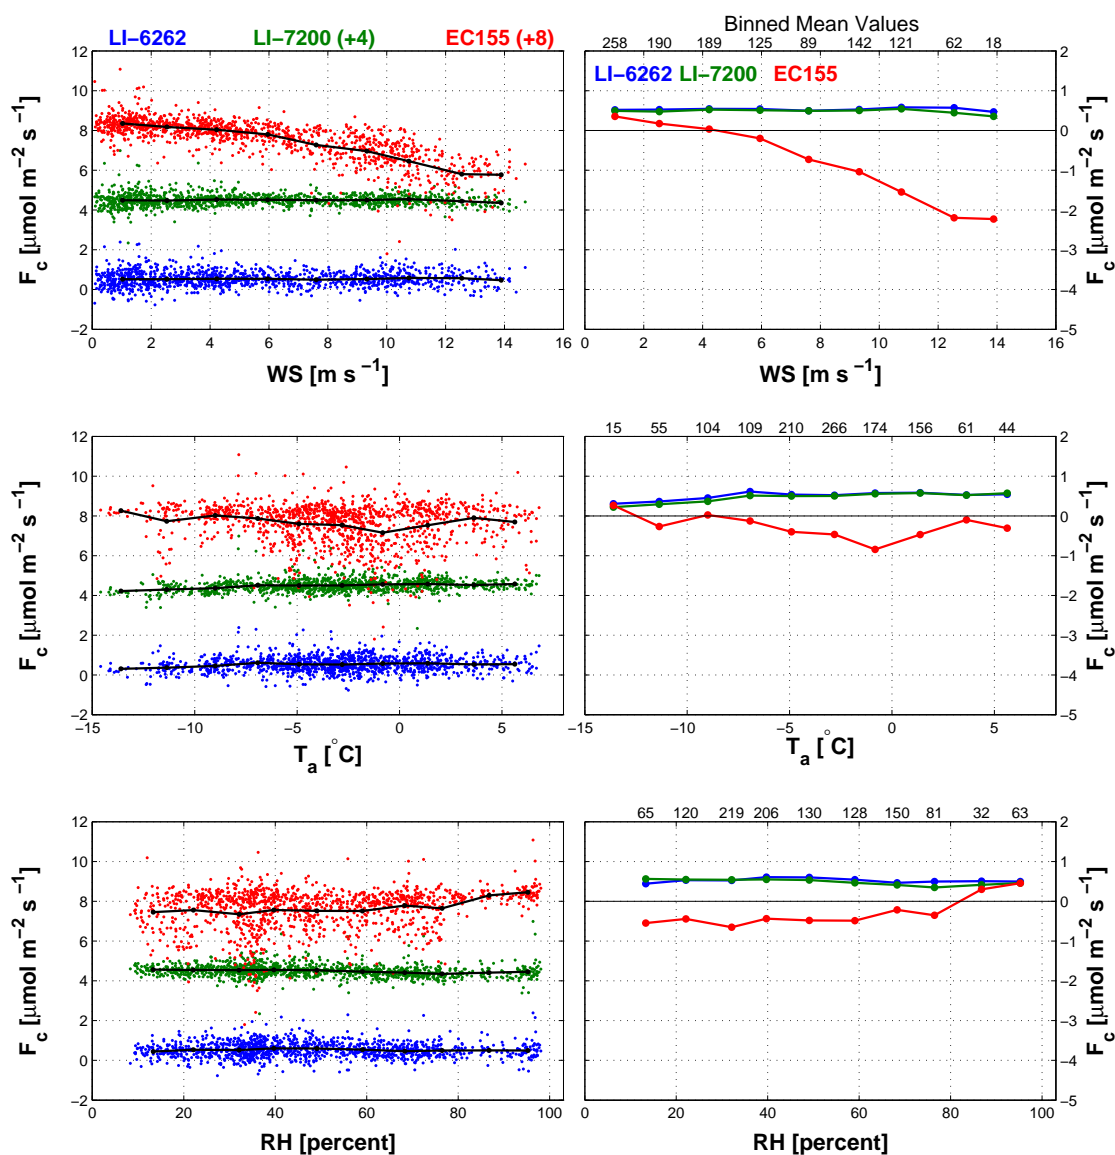 Binned Mean Values
LI−6262 LI−7200 (+4) EC155 (+8)
258 190 189 125 89 142 121 62 18
LI−6262 LI−7200 EC155
12
10
8
6
4
2
0
−2
F_c [μmol m⁻² s⁻¹]
0 2 4 6 8 10 12 14 16
WS [m s⁻¹]
2
1
0
−1
−2
−3
−4
−5
F_c [μmol m⁻² s⁻¹]
0 2 4 6 8 10 12 14 16
WS [m s⁻¹]
15 55 104 109 210 266 174 156 61 44
12
10
8
6
4
2
0
−2
F_c [μmol m⁻² s⁻¹]
−15 −10 −5 0 5
T_a [°C]
2
1
0
−1
−2
−3
−4
−5
F_c [μmol m⁻² s⁻¹]
−15 −10 −5 0 5
T_a [°C]
65 120 219 206 130 128 150 81 32 63
12
10
8
6
4
2
0
−2
F_c [μmol m⁻² s⁻¹]
0 20 40 60 80 100
RH [percent]
2
1
0
−1
−2
−3
−4
−5
F_c [μmol m⁻² s⁻¹]
0 20 40 60 80 100
RH [percent]